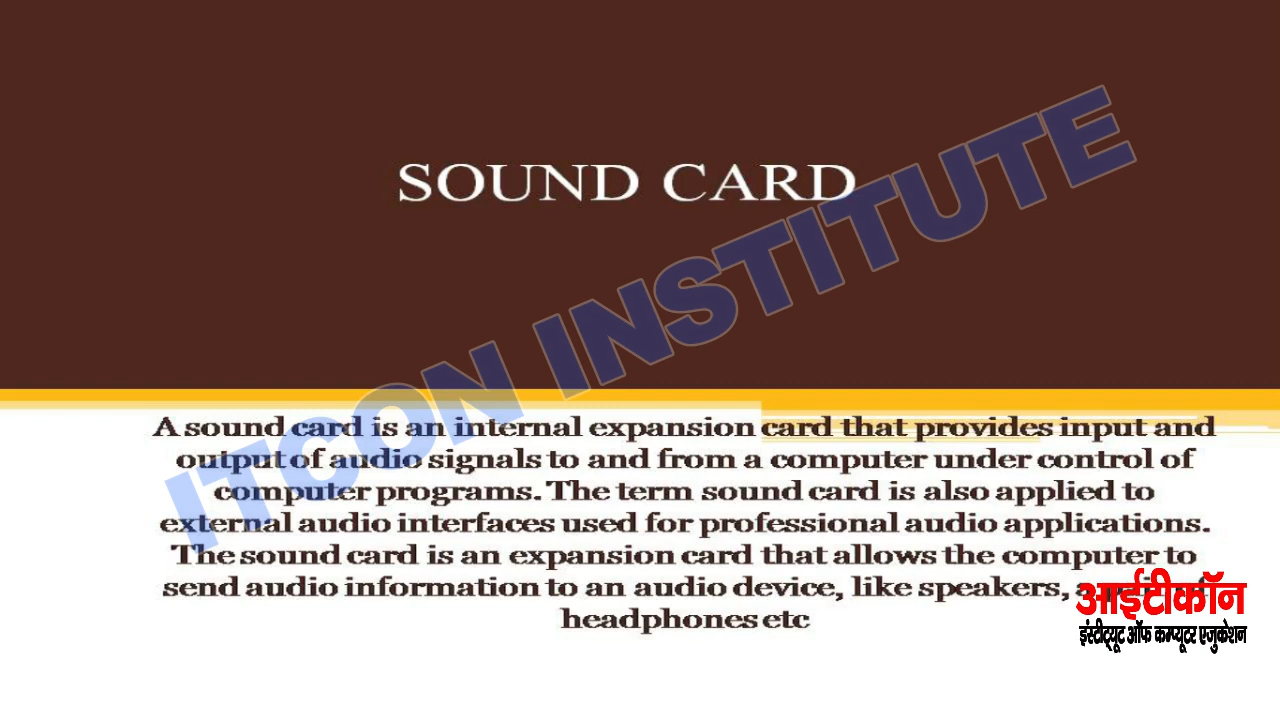 SOUND CARD
ITCON INSTITUTE
A sound card is an internal expansion card that provides input and
output of audio signals to and from a computer under control of
computer programs. The term sound card is also applied to
external audio interfaces used for professional audio applications.
The sound card is an expansion card that allows the computer to
send audio information to an audio device, like speakers, a
headphones etc
आईटीकॉन
इंस्टीट्यूट ऑफ कम्प्यूटर एजुकेशन